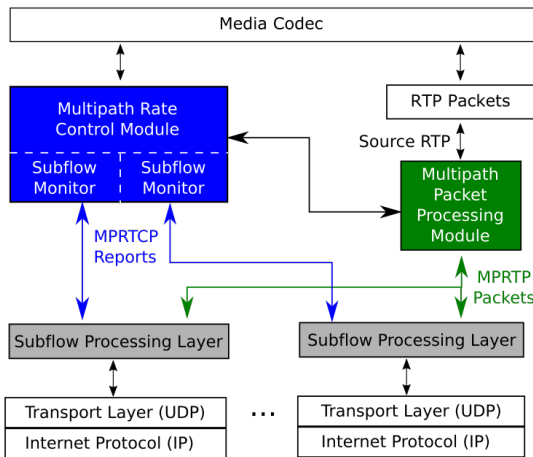 Media Codec
Multipath Rate
Control Module
Subflow
Monitor
Subflow
Monitor
RTP Packets
Source RTP
Multipath
Packet
Processing
Module
MPRTCP
Reports
MPRTP
Packets
Subflow Processing Layer
Subflow Processing Layer
Transport Layer (UDP)
Internet Protocol (IP)
...
Transport Layer (UDP)
Internet Protocol (IP)